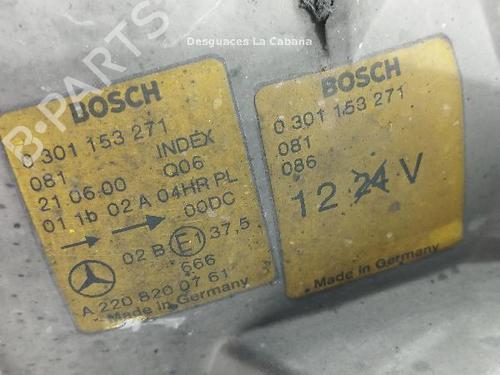 Desguaces La Cabana
B-PARTS
BOSCH
0 301 153 271
081 INDEX
21.06.00 Q06
01 1b 02 A 04HR PL
00DC
02 B E1 37,5
666
A 220 820 07 61
Made in Germany
BOSCH
0 301 153 271
081
086
12 24 V
Made in Germany